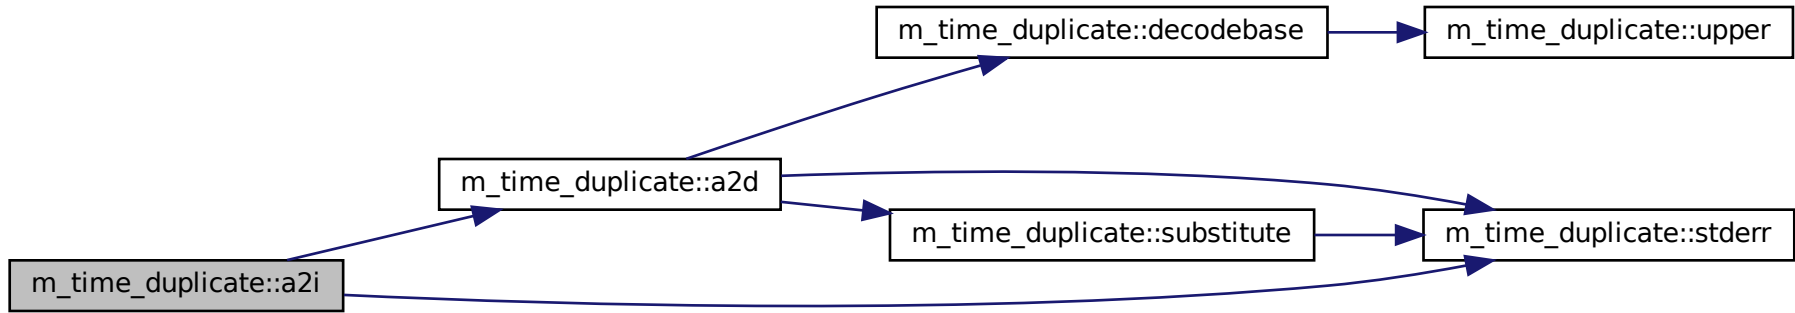 m_time_duplicate::decodebase
m_time_duplicate::upper
m_time_duplicate::a2d
m_time_duplicate::substitute
m_time_duplicate::stderr
m_time_duplicate::a2i